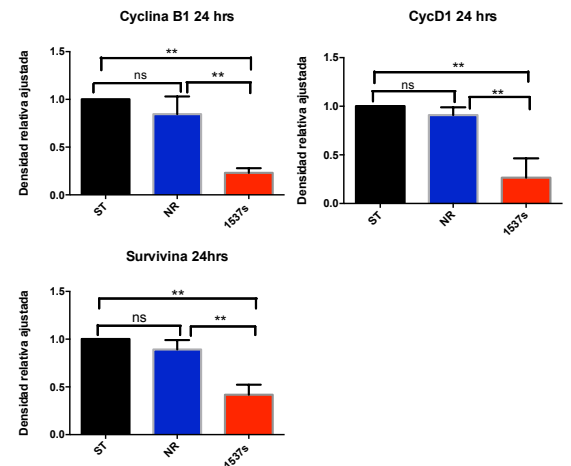 Cyclina B1 24 hrs
Densidad relativa ajustada
1.5
1.0
0.5
0.0
**
ns
**
ST
NR
1537s
CycD1 24 hrs
Densidad relativa ajustada
1.5
1.0
0.5
0.0
**
ns
**
ST
NR
1537s
Survivina 24hrs
Densidad relativa ajustada
1.5
1.0
0.5
0.0
**
ns
**
ST
NR
1537s